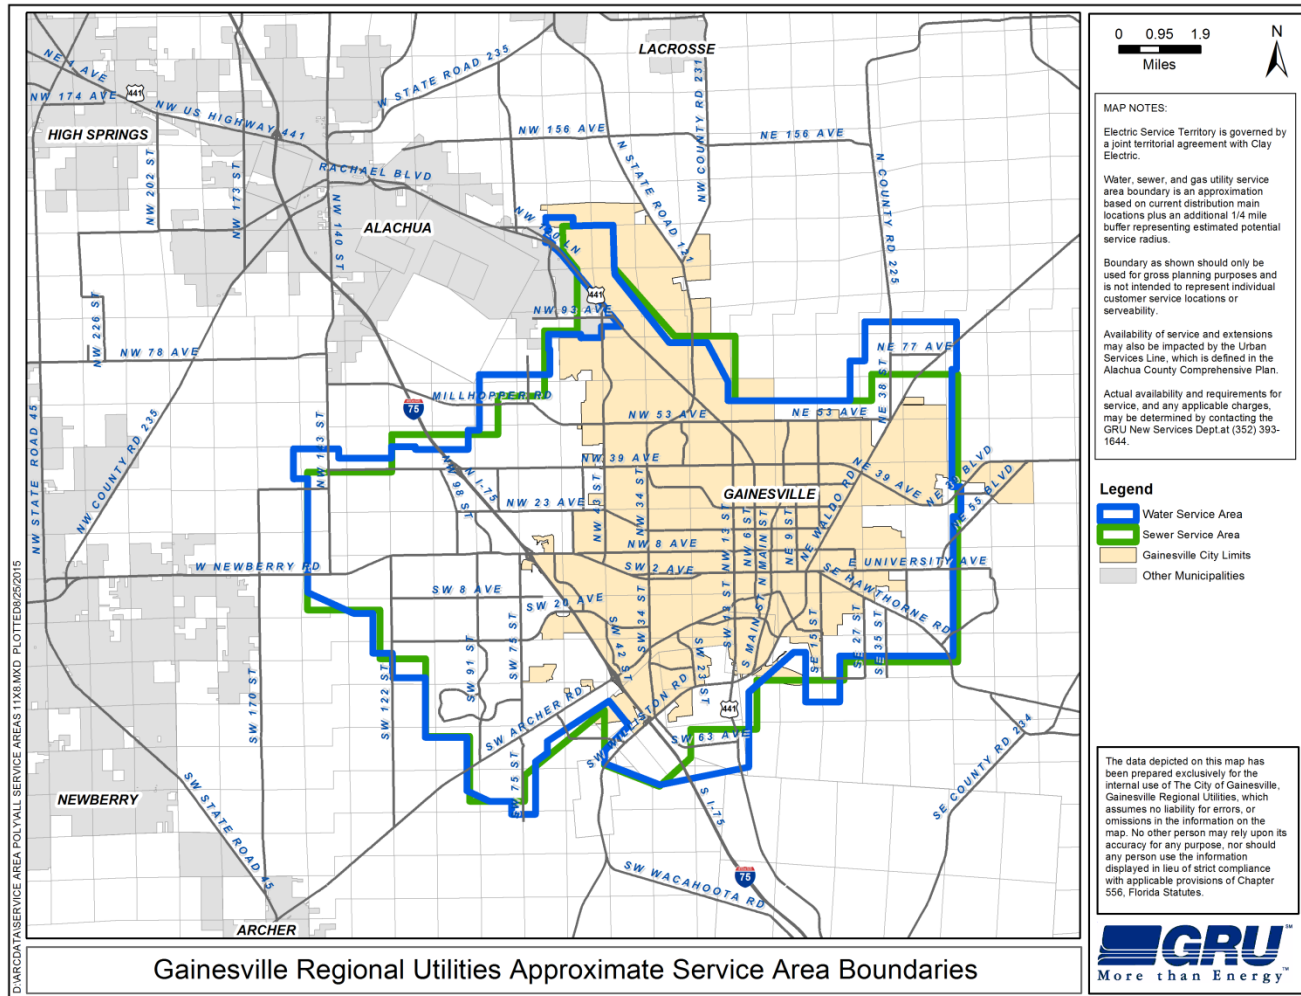 LACROSSE
NE 1 AVE
441
NW 174 AVE
NW US HIGHWAY 441
W STATE ROAD 235
HIGH SPRINGS
NW 202 ST
NW 173 ST
RACHAEL BLVD
NW 140 ST
ALACHUA
NW 156 AVE
NE 156 AVE
N STATE ROAD 121
NW COUNTY RD 231
N COUNTY RD 225
441
NW 93 AVE
NW 226 ST
NW 78 AVE
NE 77 AVE
NE 38 ST
MILLHOPPER RD
75
NW 53 AVE
NE 53 AVE
NW STATE ROAD 45
NW COUNTY RD 235
NW 143 ST
NW 98 ST
N I-75
NW 39 AVE
NE 39 AVE
NE 55 BLVD
GAINESVILLE
NW 23 AVE
NW 43 ST
NW 34 ST
NW 13 ST
NW 6 ST
N MAIN ST
NE 9 ST
NE WALDO RD
NW 8 AVE
E UNIVERSITY AVE
W NEWBERRY RD
SW 2 AVE
SE HAWTHORNE RD
SW 8 AVE
SW 20 AVE
SW 75 ST
SW 91 ST
SW 34 ST
SW 42 ST
SW 13 ST
S MAIN ST
SW 23 ST
SE 15 ST
SE 27 ST
SE 35 ST
SW 170 ST
SW 122 ST
SW ARCHER RD
SW WILLISTON RD
441
SW 63 AVE
SW 75 ST
SE COUNTY RD 234
NEWBERRY
SW STATE ROAD 45
S I-75
75
SW WACAHOOTA RD
ARCHER
D:\ARCDATA\SERVICE AREA POLY\ALL SERVICE AREAS 11X8.MXD PLOTTED8/25/2015
Gainesville Regional Utilities Approximate Service Area Boundaries
0 0.95 1.9
Miles
N
MAP NOTES:
Electric Service Territory is governed by
a joint territorial agreement with Clay
Electric.
Water, sewer, and gas utility service
area boundary is an approximation
based on current distribution main
locations plus an additional 1/4 mile
buffer representing estimated potential
service radius.
Boundary as shown should only be
used for gross planning purposes and
is not intended to represent individual
customer service locations or
serveability.
Availability of service and extensions
may also be impacted by the Urban
Services Line, which is defined in the
Alachua County Comprehensive Plan.
Actual availability and requirements for
service, and any applicable charges,
may be determined by contacting the
GRU New Services Dept.at (352) 393-
1644.
Legend
Water Service Area
Sewer Service Area
Gainesville City Limits
Other Municipalities
The data depicted on this map has
been prepared exclusively for the
internal use of The City of Gainesville,
Gainesville Regional Utilities, which
assumes no liability for errors, or
omissions in the information on the
map. No other person may rely upon its
accuracy for any purpose, nor should
any person use the information
displayed in lieu of strict compliance
with applicable provisions of Chapter
556, Florida Statutes.
GRU SM
More than Energy™